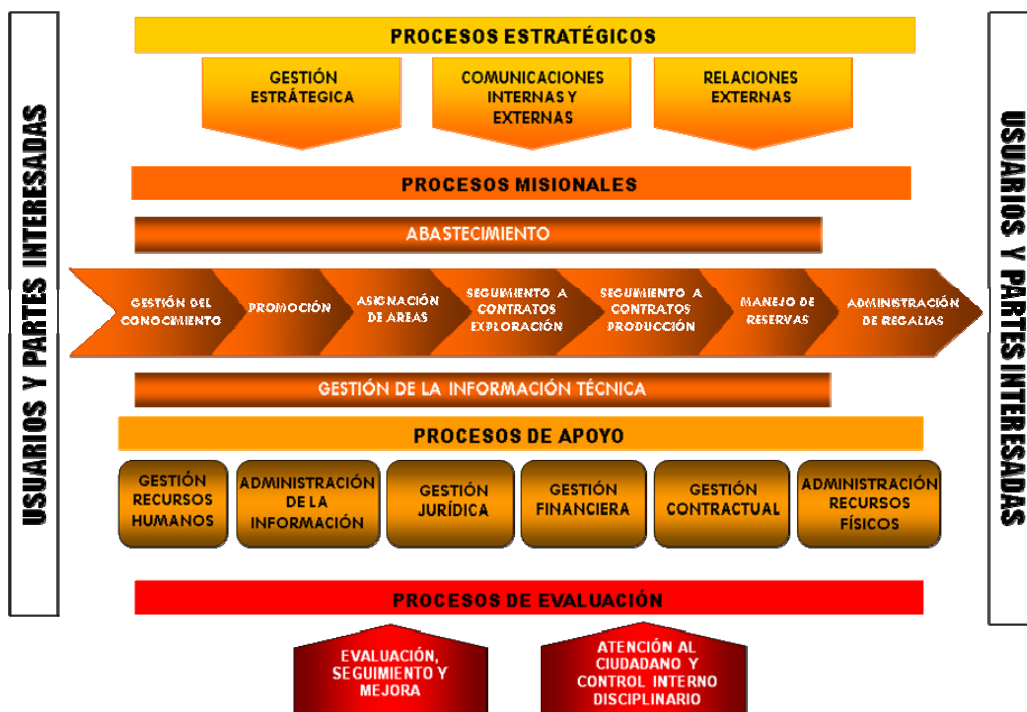 USUARIOS Y PARTES INTERESADAS
PROCESOS ESTRATÉGICOS
GESTIÓN
ESTRÁTEGICA
COMUNICACIONES
INTERNAS Y
EXTERNAS
RELACIONES
EXTERNAS
PROCESOS MISIONALES
ABASTECIMIENTO
GESTIÓN DEL
CONOCIMIENTO
PROMOCIÓN
ASIGNACIÓN
DE AREAS
SEGUIMIENTO A
CONTRATOS
EXPLORACIÓN
SEGUIMIENTO A
CONTRATOS
PRODUCCIÓN
MANEJO DE
RESERVAS
ADMINISTRACIÓN
DE REGALIAS
GESTIÓN DE LA INFORMACIÓN TÉCNICA
PROCESOS DE APOYO
GESTIÓN
RECURSOS
HUMANOS
ADMINISTRACIÓN
DE LA
INFORMACIÓN
GESTIÓN
JURÍDICA
GESTIÓN
FINANCIERA
GESTIÓN
CONTRACTUAL
ADMINISTRACIÓN
RECURSOS
FÍSICOS
PROCESOS DE EVALUACIÓN
EVALUACIÓN,
SEGUIMIENTO Y
MEJORA
ATENCIÓN AL
CIUDADANO Y
CONTROL INTERNO
DISCIPLINARIO
USUARIOS Y PARTES INTERESADAS